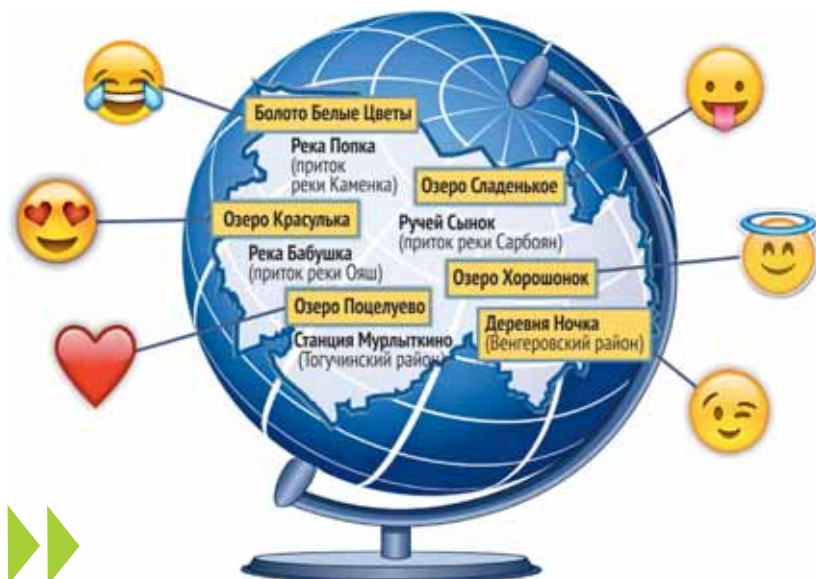 Болото Белые Цветы
Река Попка
(приток
реки Каменка)
Озеро Сладенькое
Озеро Красулька
Ручей Сынок
(приток реки Сарбоян)
Река Бабушка
(приток реки Ояш)
Озеро Хорошонок
Озеро Поцелуево
Деревня Ночка
(Венгеровский район)
Станция Мурлыткино
(Тогучинский район)